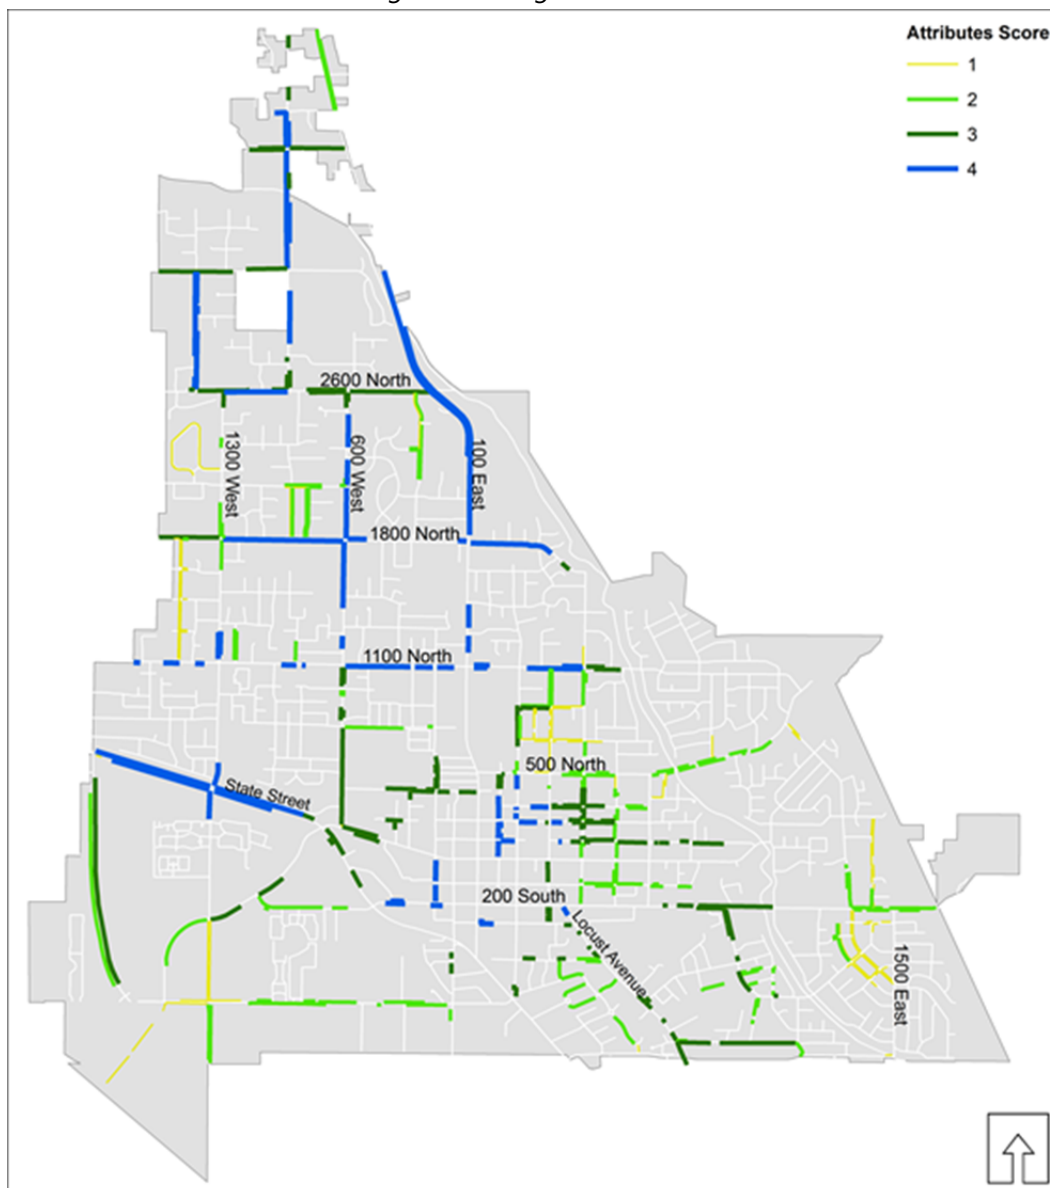 Attributes Score
1
2
3
4
2600 North
1300 West
600 West
100 East
1800 North
1100 North
500 North
State Street
200 South
Locust Avenue
1500 East